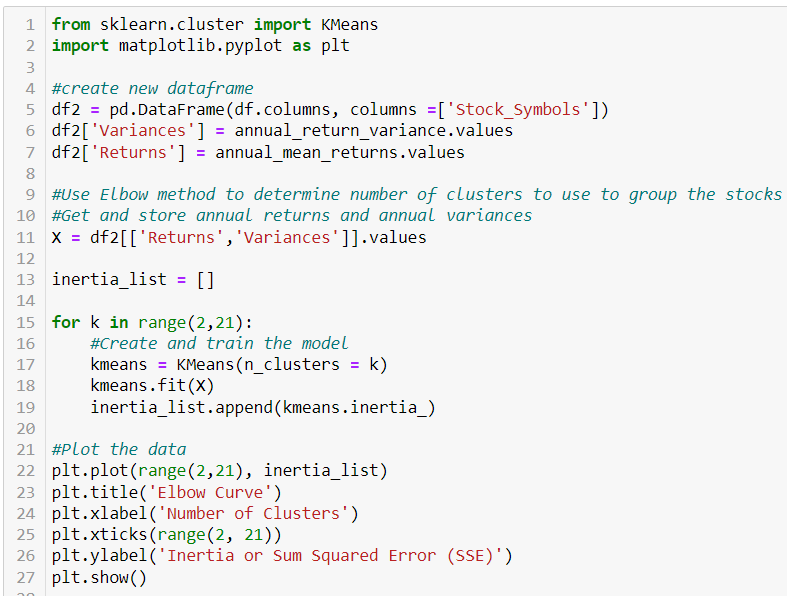 1 from sklearn.cluster import KMeans
2 import matplotlib.pyplot as plt
3
4 #create new dataframe
5 df2 = pd.DataFrame(df.columns, columns =['Stock_Symbols'])
6 df2['Variances'] = annual_return_variance.values
7 df2['Returns'] = annual_mean_returns.values
8
9 #Use Elbow method to determine number of clusters to use to group the stocks
10 #Get and store annual returns and annual variances
11 X = df2[['Returns','Variances']].values
12
13 inertia_list = []
14
15 for k in range(2,21):
16     #Create and train the model
17     kmeans = KMeans(n_clusters = k)
18     kmeans.fit(X)
19     inertia_list.append(kmeans.inertia_)
20
21 #Plot the data
22 plt.plot(range(2,21), inertia_list)
23 plt.title('Elbow Curve')
24 plt.xlabel('Number of Clusters')
25 plt.xticks(range(2, 21))
26 plt.ylabel('Inertia or Sum Squared Error (SSE)')
27 plt.show()